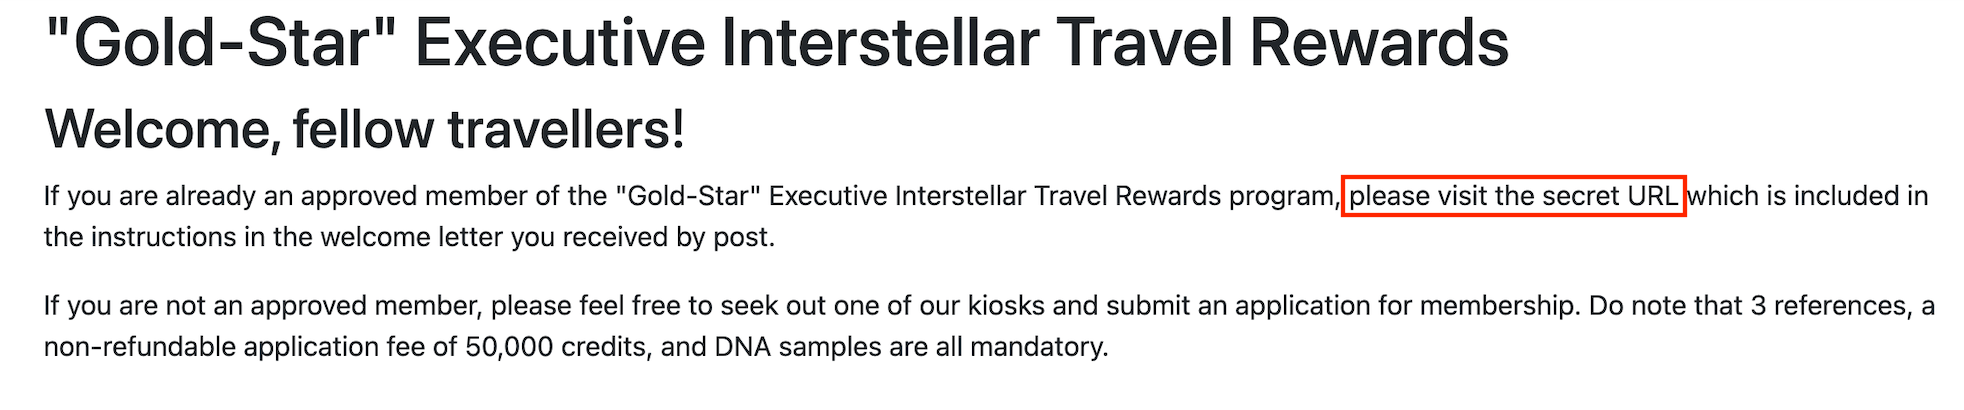 "Gold-Star" Executive Interstellar Travel Rewards
Welcome, fellow travellers!
If you are already an approved member of the "Gold-Star" Executive Interstellar Travel Rewards program, please visit the secret URL which is included in
the instructions in the welcome letter you received by post.
If you are not an approved member, please feel free to seek out one of our kiosks and submit an application for membership. Do note that 3 references, a
non-refundable application fee of 50,000 credits, and DNA samples are all mandatory.